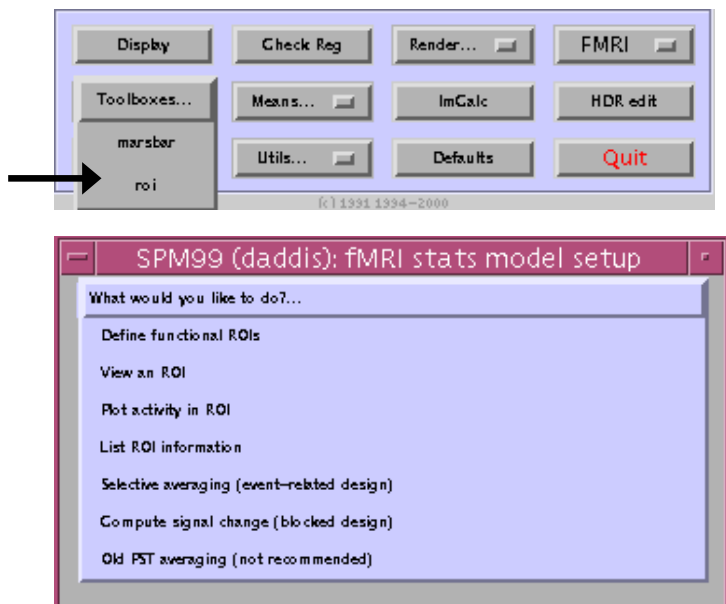 Display Check Reg Render... FMRI
Toolboxes... Means... ImCalc HDR edit
marsbar
Utils... Defaults Quit
roi
(c) 1991 1994-2000
SPM99 (daddis): fMRI stats model setup
What would you like to do?...
Define functional ROIs
View an ROI
Plot activity in ROI
List ROI information
Selective averaging (event-related design)
Compute signal change (blocked design)
Old PST averaging (not recommended)